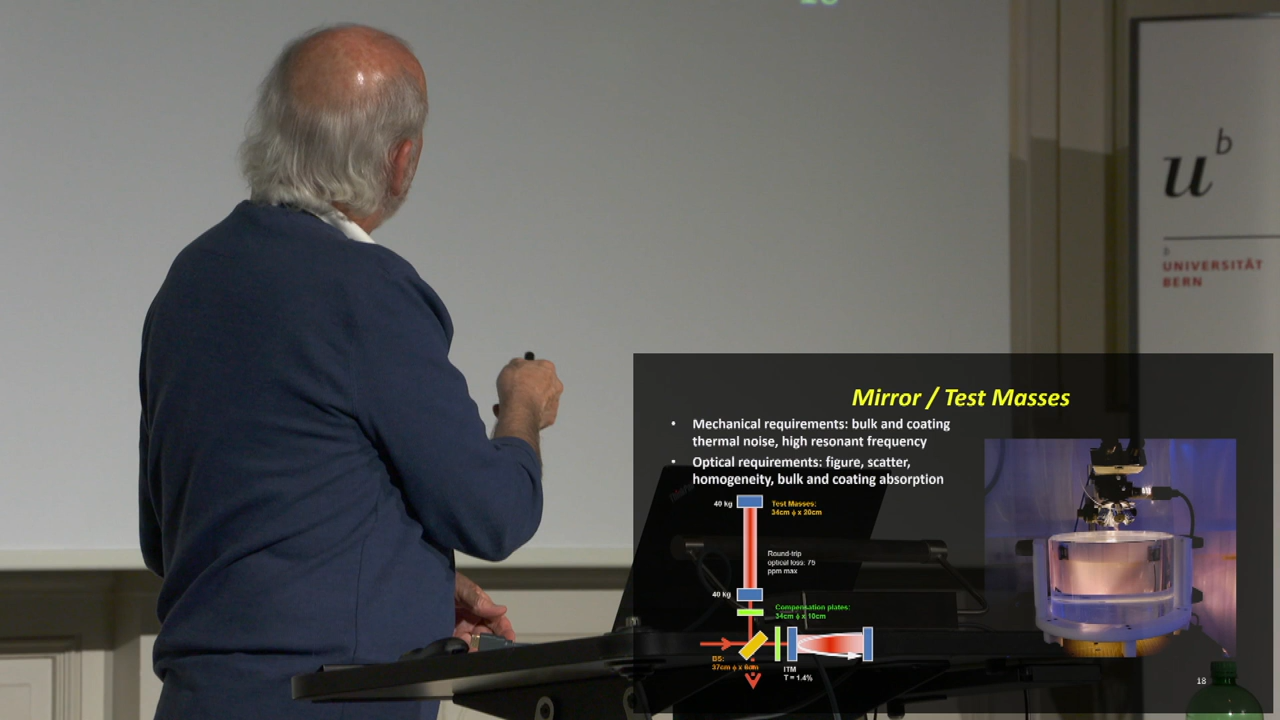 u
b
b
UNIVERSITÄT
BERN
Mirror / Test Masses
• Mechanical requirements: bulk and coating
thermal noise, high resonant frequency
• Optical requirements: figure, scatter,
homogeneity, bulk and coating absorption
40 kg
Test Masses:
34cm ϕ x 20cm
Round-trip
optical loss: 75
ppm max
40 kg
Compensation plates:
34cm ϕ x 10cm
BS:
37cm ϕ x 6cm
ITM
T = 1.4%
18